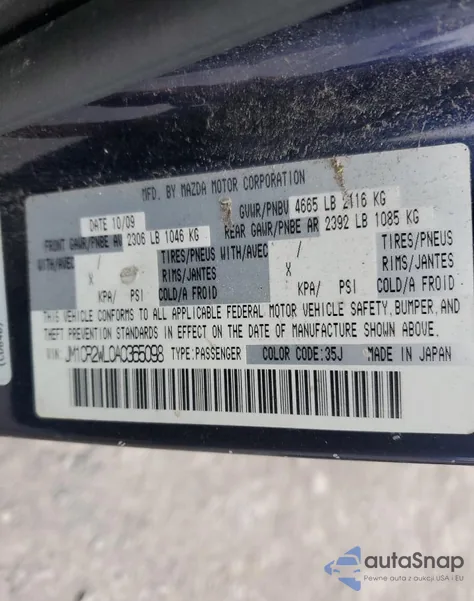 MFD. BY MAZDA MOTOR CORPORATION
DATE 10/09 GVWR/PNBV 4665 LB 2116 KG
FRONT GAWR/PNBE AV 2306 LB 1046 KG REAR GAWR/PNBE AR 2392 LB 1085 KG
WITH/AVEC / TIRES/PNEUS WITH/AVEC / TIRES/PNEUS
X RIMS/JANTES X RIMS/JANTES
KPA/ PSI COLD/A FROID KPA/ PSI COLD/A FROID
THIS VEHICLE CONFORMS TO ALL APPLICABLE FEDERAL MOTOR VEHICLE SAFETY, BUMPER, AND
THEFT PREVENTION STANDARDS IN EFFECT ON THE DATE OF MANUFACTURE SHOWN ABOVE.
VIN: JM1CR2WL0A0365098 TYPE:PASSENGER COLOR CODE:35J MADE IN JAPAN
autaSnap
Pewne auta z aukcji USA i EU